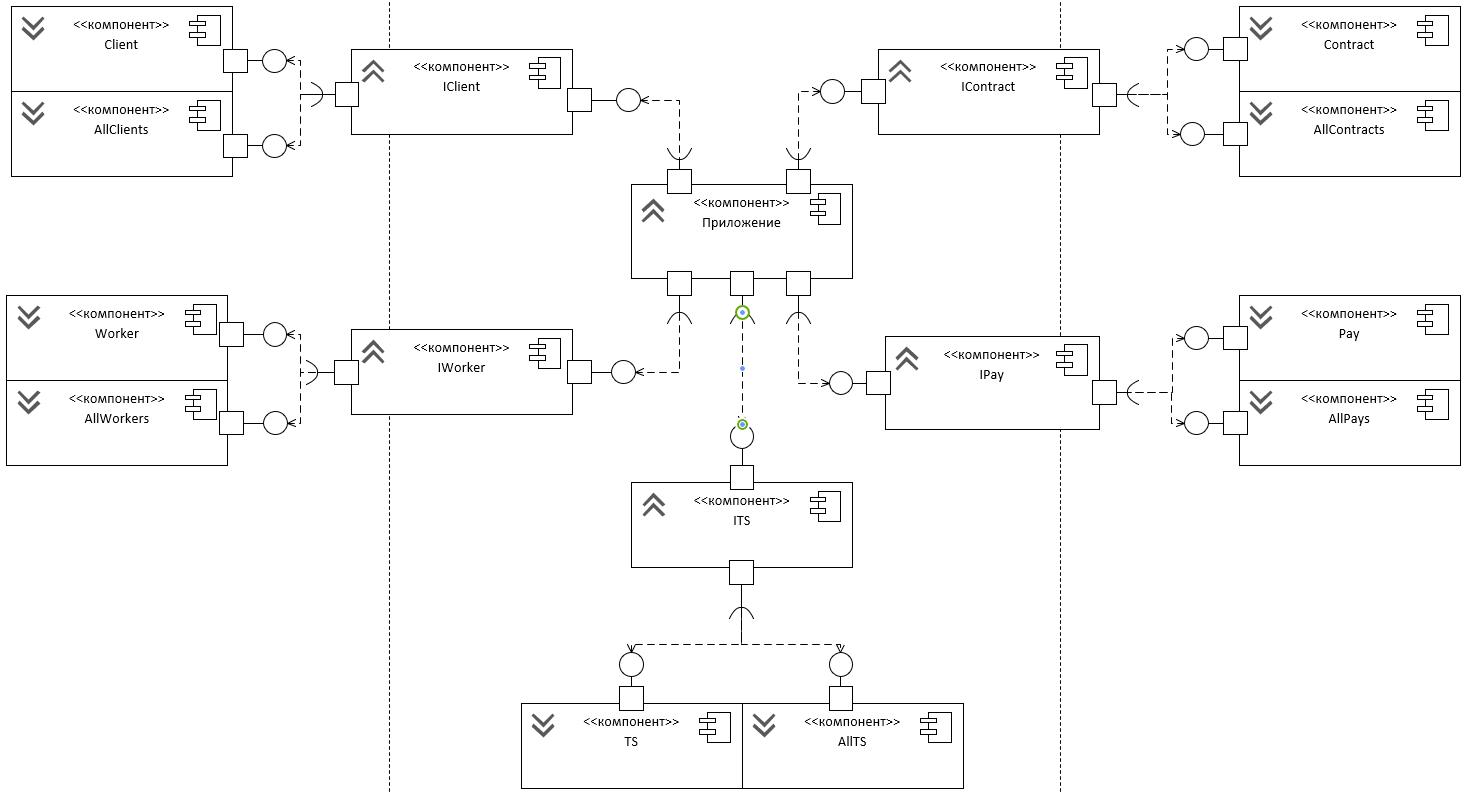 <<компонент>>
Client
<<компонент>>
AllClients
<<компонент>>
IClient
<<компонент>>
IContract
<<компонент>>
Contract
<<компонент>>
AllContracts
<<компонент>>
Приложение
<<компонент>>
Worker
<<компонент>>
AllWorkers
<<компонент>>
IWorker
<<компонент>>
IPay
<<компонент>>
Pay
<<компонент>>
AllPays
<<компонент>>
ITS
<<компонент>>
TS
<<компонент>>
AllTS